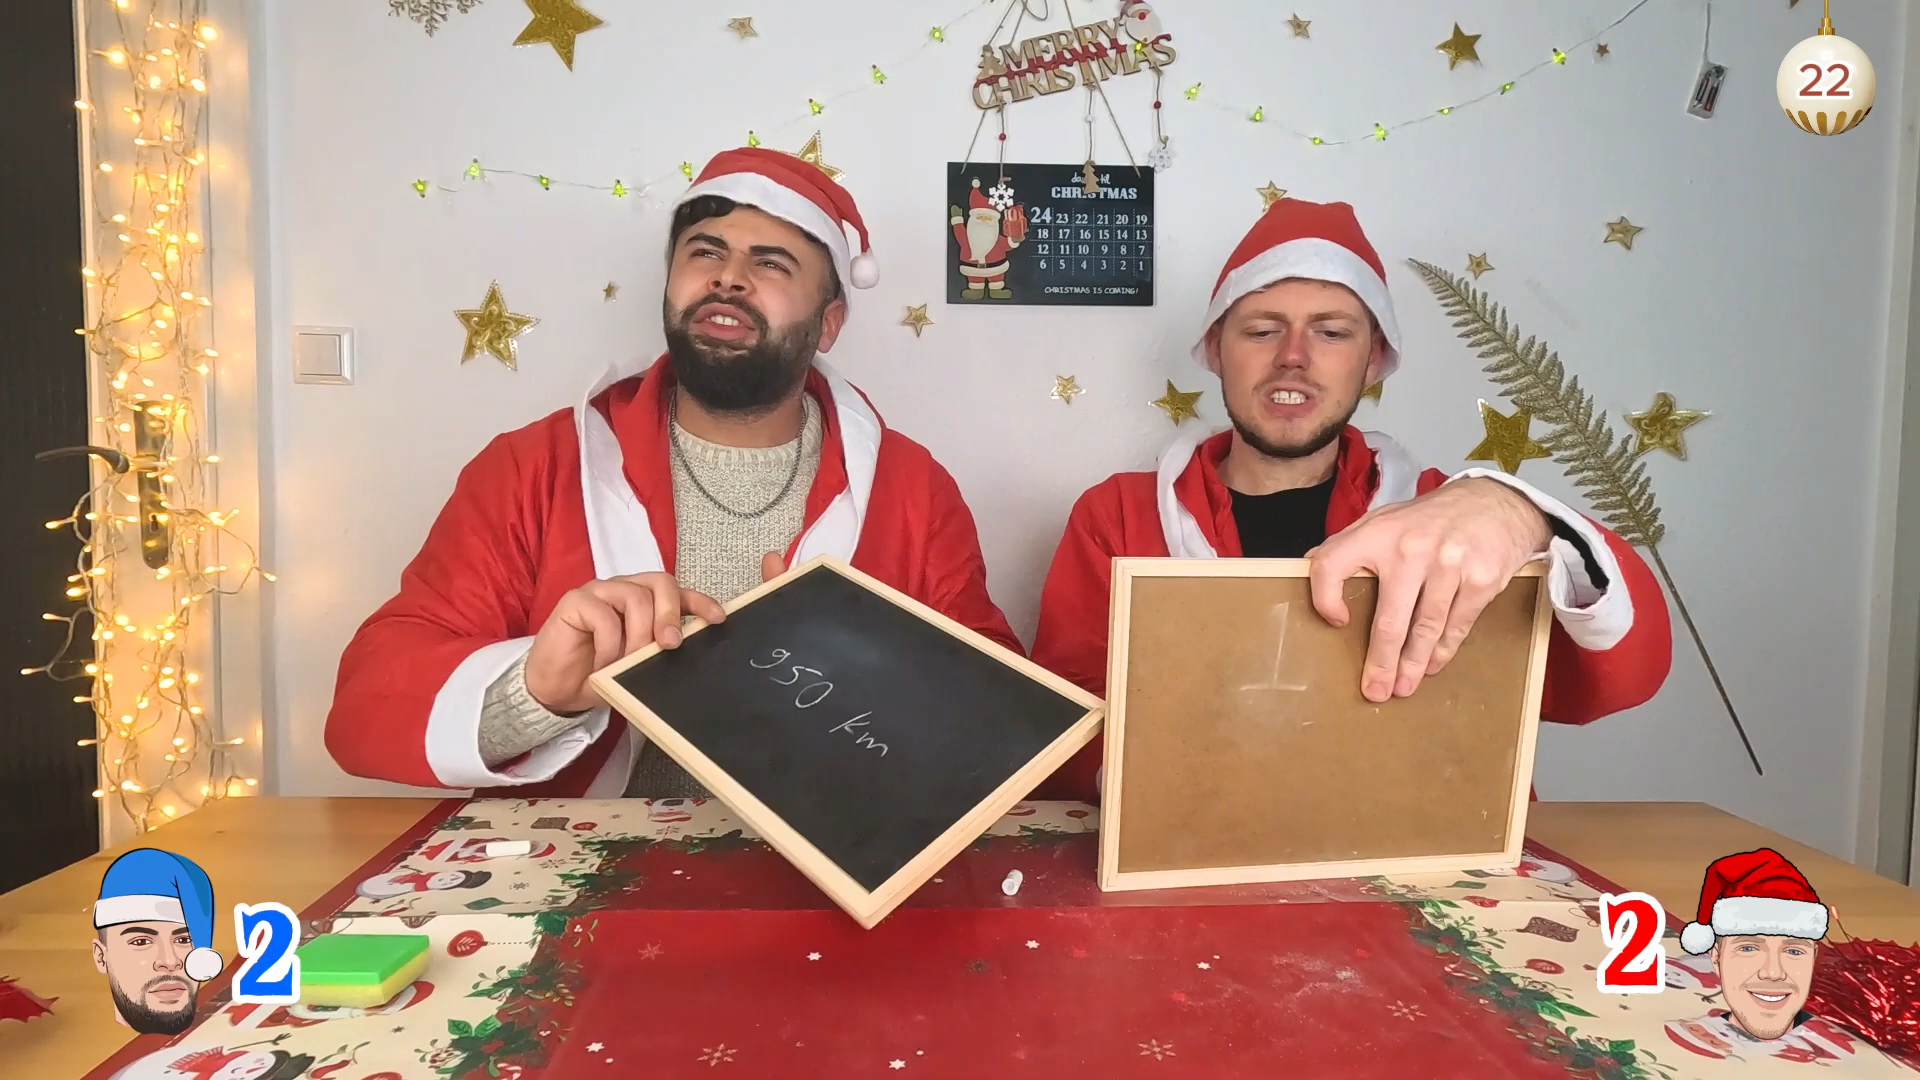 22
MERRY
CHRISTMAS
CHRISTMAS
24 23 22 21 20 19
18 17 16 15 14 13
12 11 10 9 8 7
6 5 4 3 2 1
CHRISTMAS IS COMING!
950 km
2
2